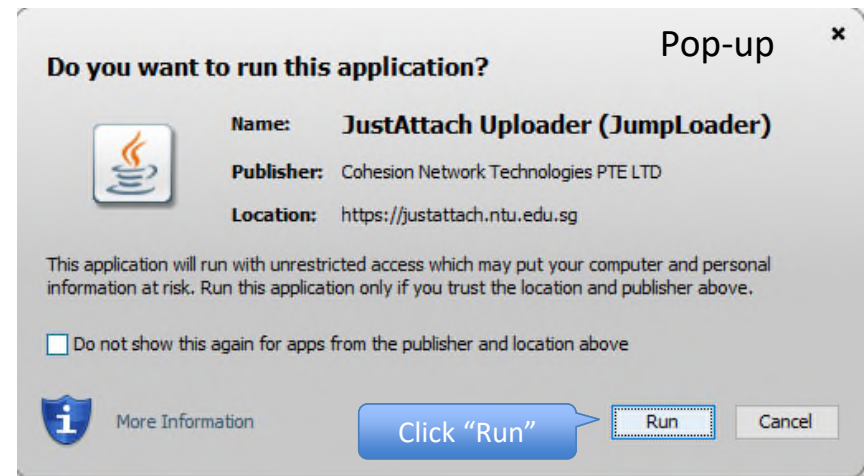 Pop-up
Do you want to run this application?
Name: JustAttach Uploader (JumpLoader)
Publisher: Cohesion Network Technologies PTE LTD
Location: https://justattach.ntu.edu.sg
This application will run with unrestricted access which may put your computer and personal
information at risk. Run this application only if you trust the location and publisher above.
Do not show this again for apps from the publisher and location above
More Information
Click “Run”
Run
Cancel